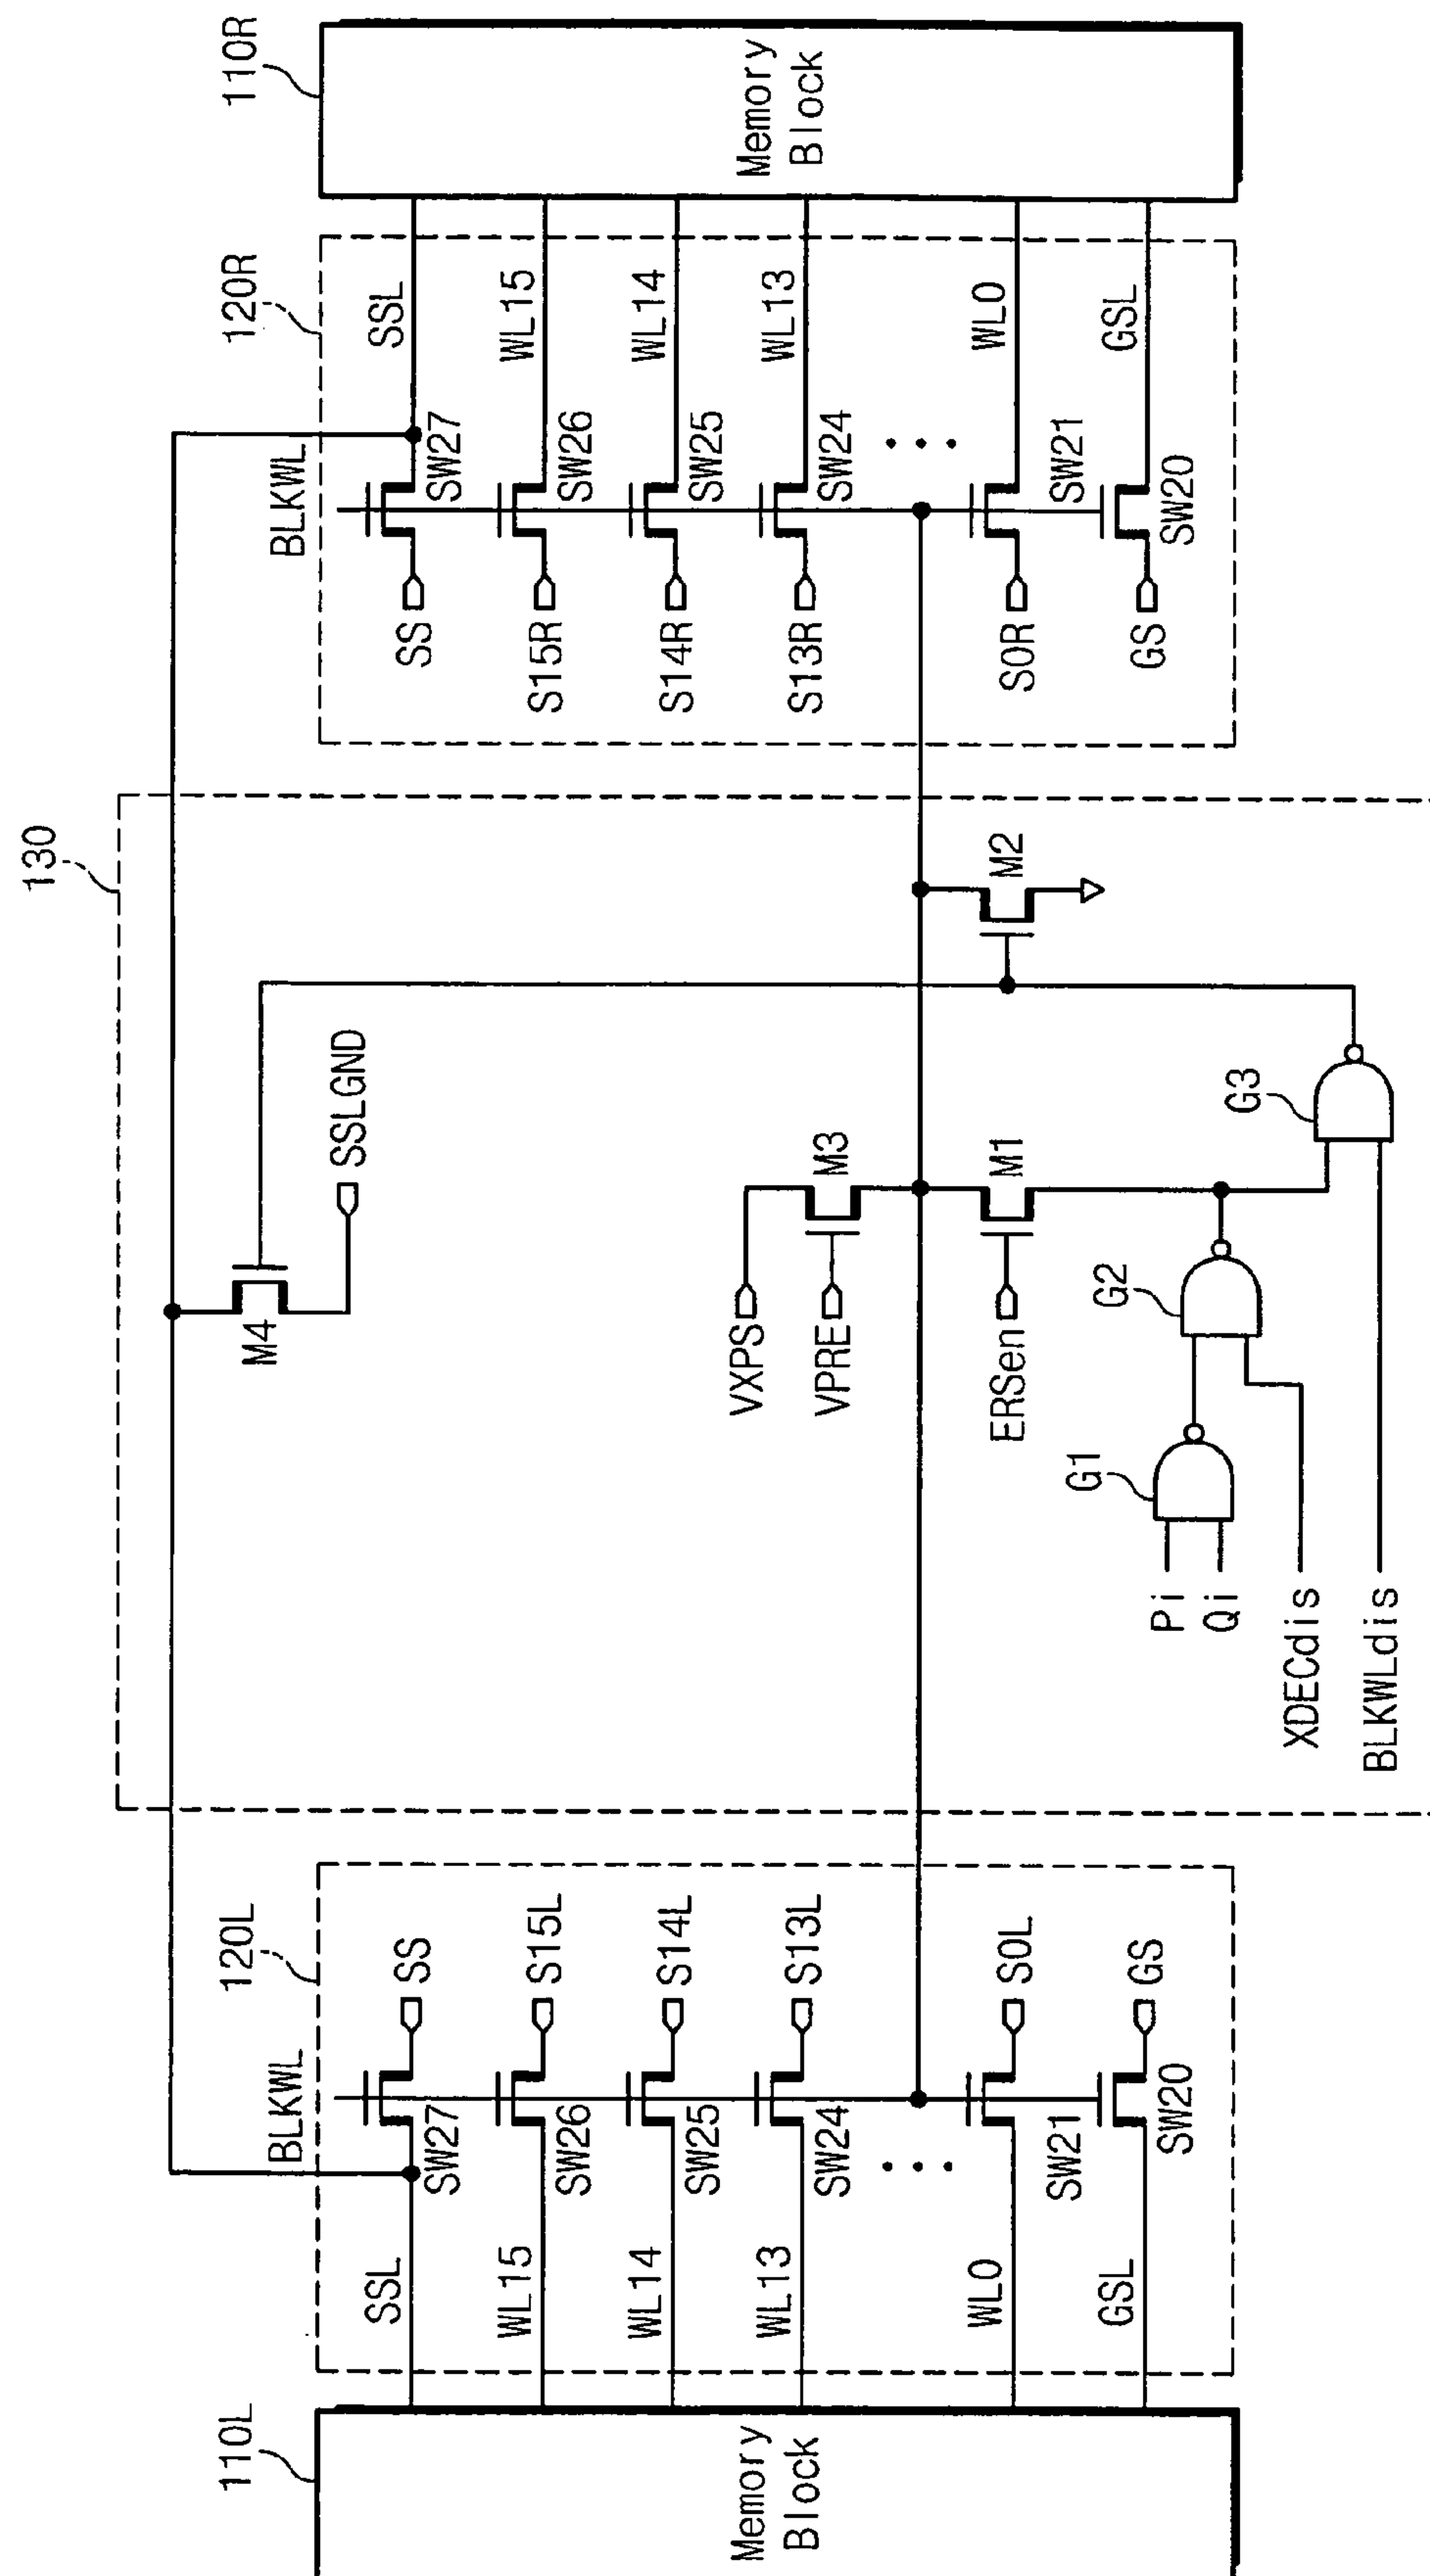 110L
Memory
Block
120L
BLKWL
SSL
SW27
SS
WL15
SW26
S15L
WL14
SW25
S14L
WL13
SW24
S13L
...
WL0
SW21
S0L
GSL
SW20
GS
130
M4
SSLGND
VXPS
VPRE
M3
ERSen
M1
M2
Pi
Qi
G1
G2
G3
XDECdis
BLKWLdis
120R
BLKWL
SS
SW27
SSL
S15R
SW26
WL15
S14R
SW25
WL14
S13R
SW24
WL13
...
S0R
SW21
WL0
GS
SW20
GSL
110R
Memory
Block